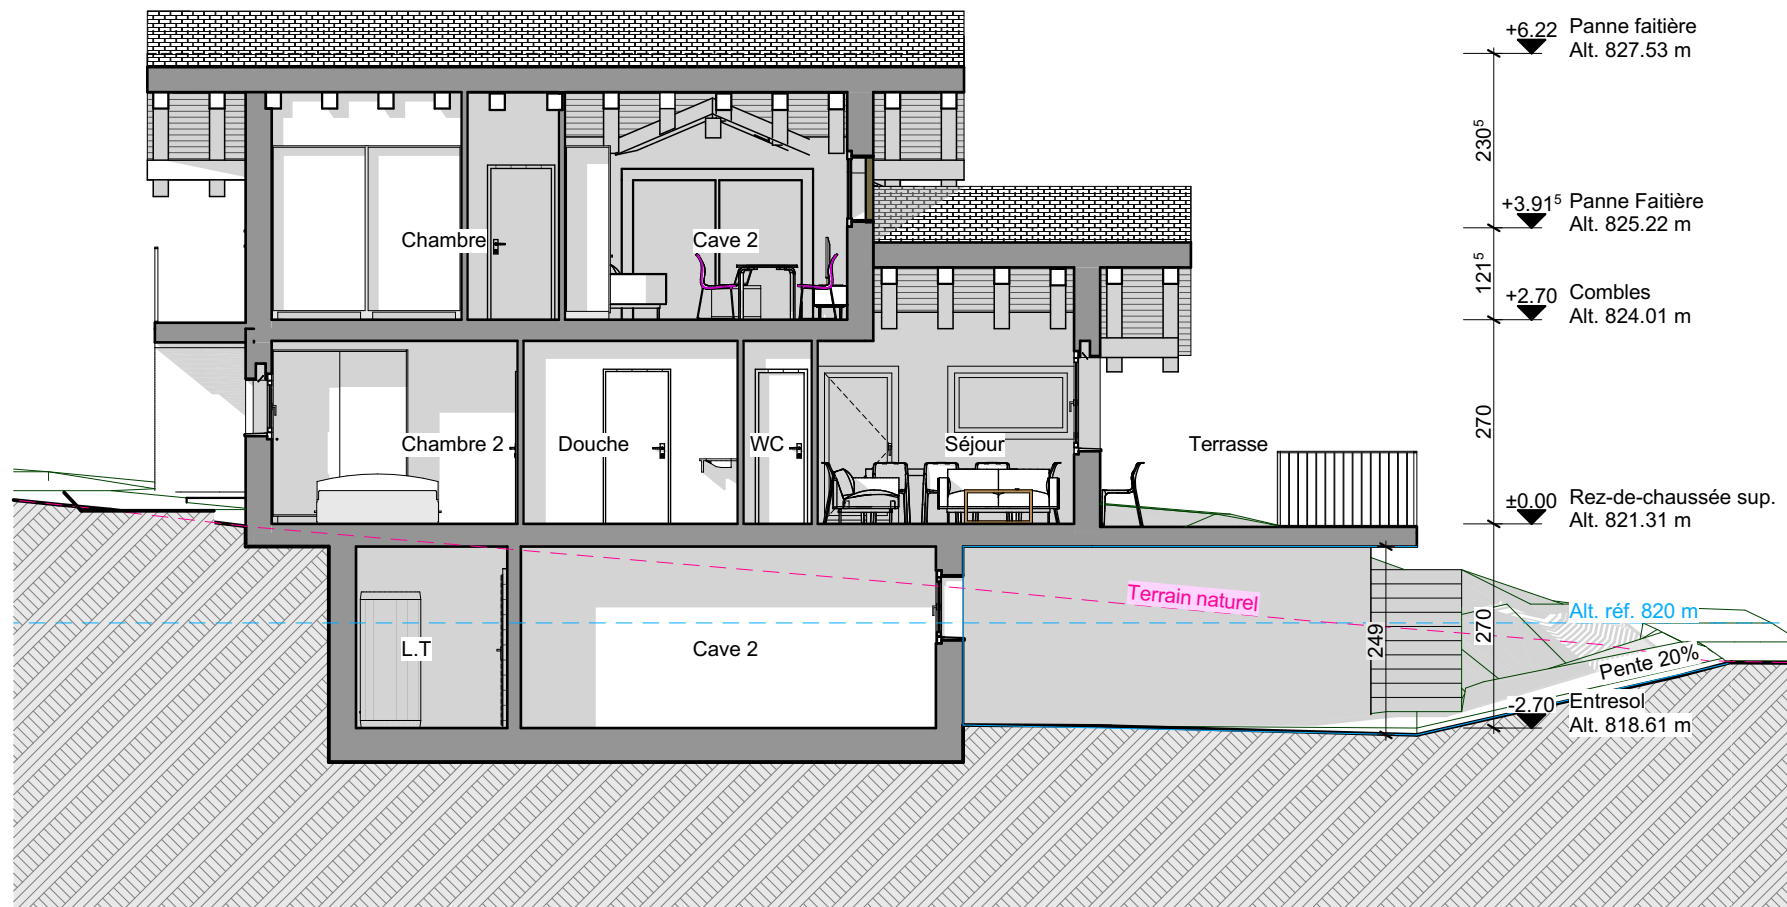 +6.22 Panne faitière
Alt. 827.53 m
230⁵
+3.91⁵ Panne Faitière
Alt. 825.22 m
121⁵
+2.70 Combles
Alt. 824.01 m
Chambre
Cave 2
270
Chambre 2
Douche
WC
Séjour
Terrasse
±0.00 Rez-de-chaussée sup.
Alt. 821.31 m
Terrain naturel
Alt. réf. 820 m
249
270
L.T
Cave 2
Pente 20%
-2.70 Entresol
Alt. 818.61 m